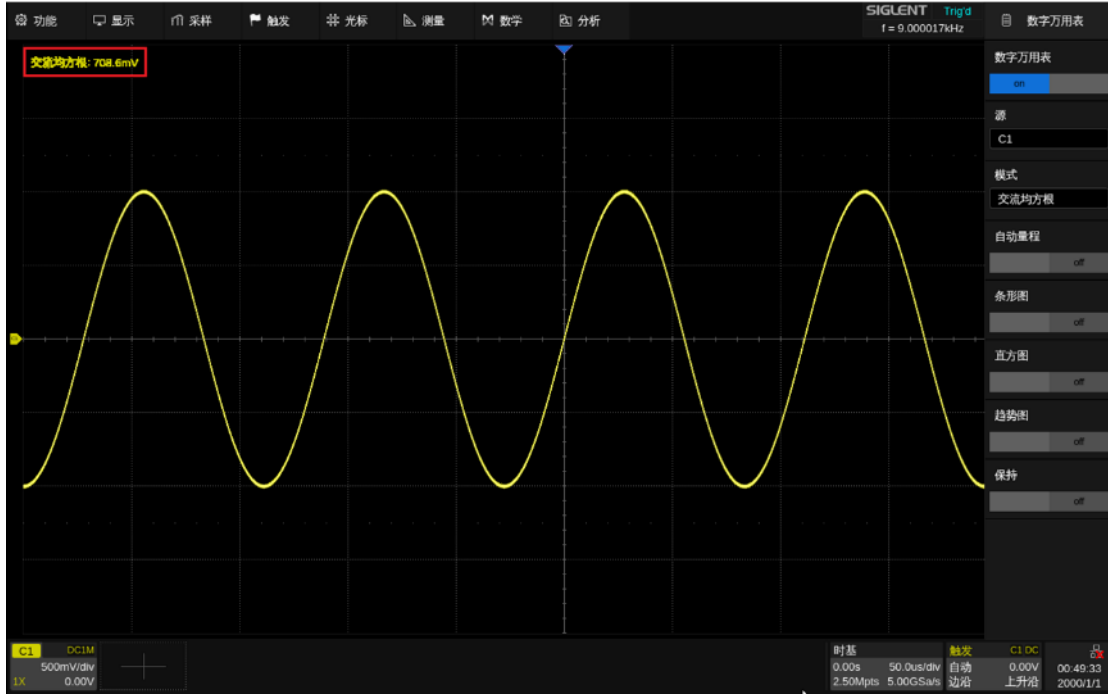 功能 显示 采样 触发 光标 测量 数学 分析
SIGLENT Trig'd
f = 9.000017kHz
数字万用表
交流均方根: 708.6mV
数字万用表
on
源
C1
模式
交流均方根
自动量程
off
条形图
off
直方图
off
趋势图
off
保持
off
C1 DC1M
500mV/div
1X 0.00V
时基
0.00s 50.0us/div
2.50Mpts 5.00GSa/s
触发 C1 DC
自动 0.00V
边沿 上升沿
00:49:33
2000/1/1